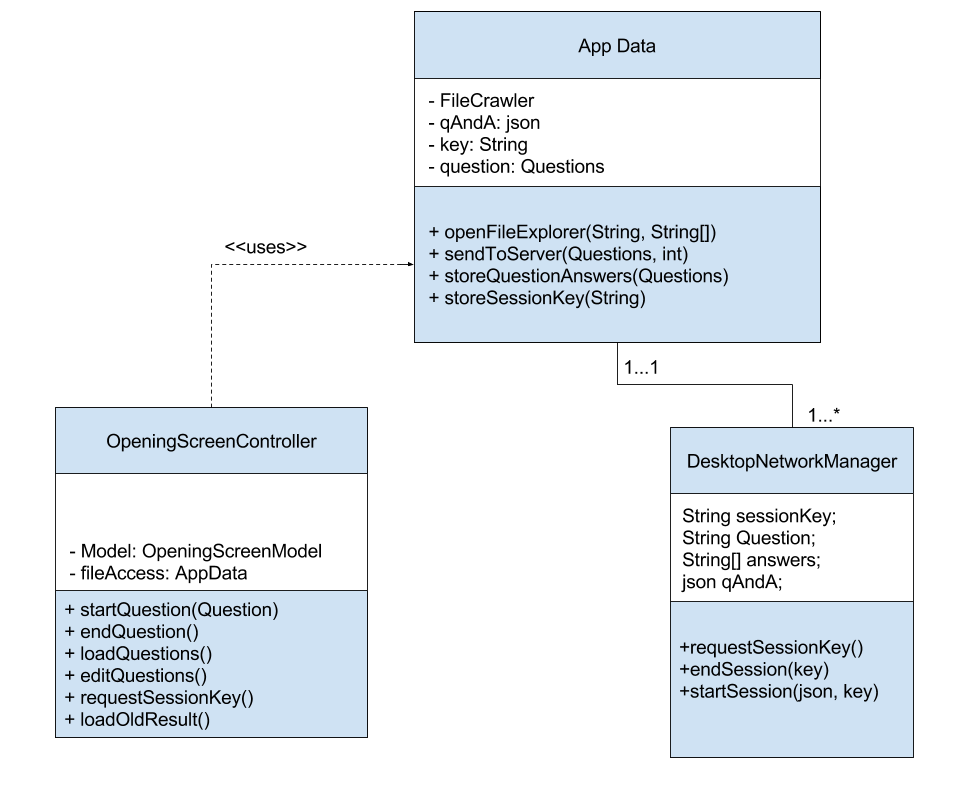 App Data
- FileCrawler
- qAndA: json
- key: String
- question: Questions
+ openFileExplorer(String, String[])
+ sendToServer(Questions, int)
+ storeQuestionAnswers(Questions)
+ storeSessionKey(String)
<<uses>>
1...1
1...*
OpeningScreenController
- Model: OpeningScreenModel
- fileAccess: AppData
+ startQuestion(Question)
+ endQuestion()
+ loadQuestions()
+ editQuestions()
+ requestSessionKey()
+ loadOldResult()
DesktopNetworkManager
String sessionKey;
String Question;
String[] answers;
json qAndA;
+requestSessionKey()
+endSession(key)
+startSession(json, key)